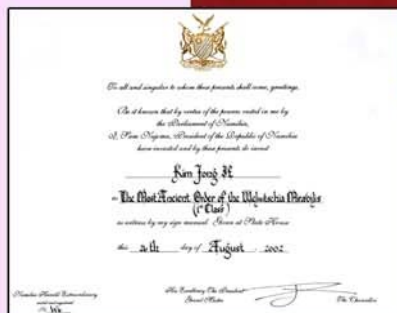 To all and singular to whom these presents shall come, greetings,
Be it known that by virtue of the powers vested in me by
the Parliament of Namibia,
I, Sam Nujoma, President of the Republic of Namibia
have invested and by these presents do invest
Kim Jong Il
The Most Ancient Order of the Welwitschia Mirabilis
(1st Class)
as witness by my sign manual. Given at State House
this 26th day of August 2002
His Excellency The President
Grand Master
The Chancellor
Namibia Herald Extraordinary